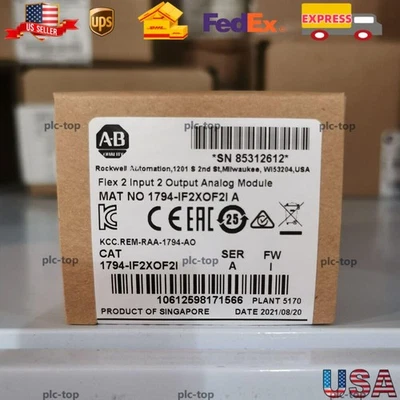 US SELLER
ups
FedEx
EXPRESS
plc-top
plc-top
plc-top
A-B
*SN 85312612*
Rockwell Automation,1201 S 2nd St,Milwaukee, WI53204,USA
Flex 2 Input 2 Output Analog Module
MAT NO 1794-IF2XOF2I A
CE EAC 25
KCC.REM-RAA-1794-AO
CAT SER FW
1794-IF2XOF2I A I
10612598171566 PLANT 5170
PRODUCT OF SINGAPORE DATE 2021/08/20
plc-top
plc-top
plc-top
USA